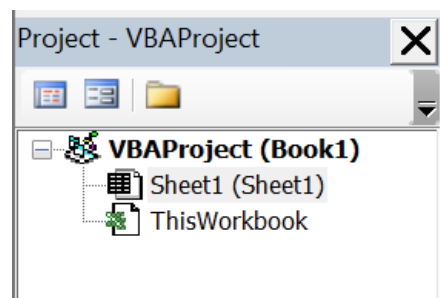 Project - VBAProject
VBAProject (Book1)
Sheet1 (Sheet1)
ThisWorkbook